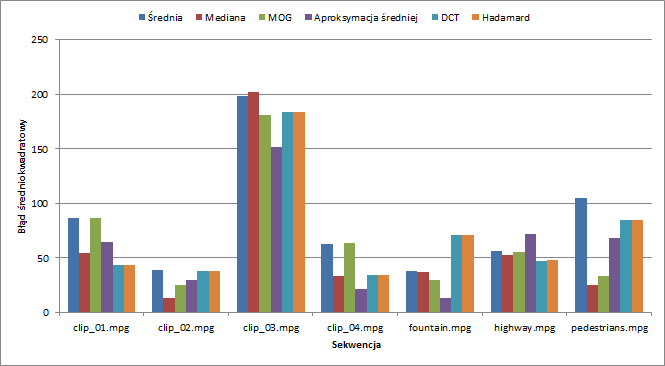 Średnia Mediana MOG Aproksymacja średniej DCT Hadamard
250
200
150
100
50
0
Błąd średniokwadratowy
clip_01.mpg clip_02.mpg clip_03.mpg clip_04.mpg fountain.mpg highway.mpg pedestrians.mpg
Sekwencja